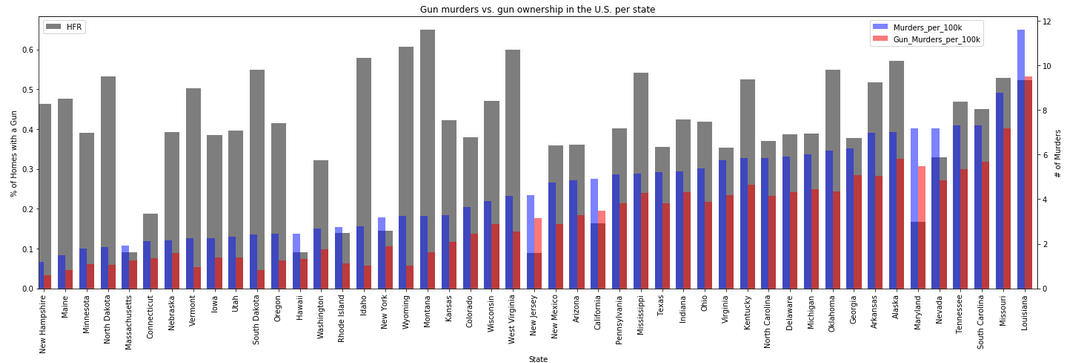 Gun murders vs. gun ownership in the U.S. per state
HFR
Murders_per_100k
Gun_Murders_per_100k
% of Homes with a Gun
0.6
0.5
0.4
0.3
0.2
0.1
0.0
# of Murders
12
10
8
6
4
2
0
New Hampshire
Maine
Minnesota
North Dakota
Massachusetts
Connecticut
Nebraska
Vermont
Iowa
Utah
South Dakota
Oregon
Hawaii
Washington
Rhode Island
Idaho
New York
Wyoming
Montana
Kansas
Colorado
Wisconsin
West Virginia
New Jersey
New Mexico
Arizona
California
Pennsylvania
Mississippi
Texas
Indiana
Ohio
Virginia
Kentucky
North Carolina
Delaware
Michigan
Oklahoma
Georgia
Arkansas
Alaska
Maryland
Nevada
Tennessee
South Carolina
Missouri
Louisiana
State